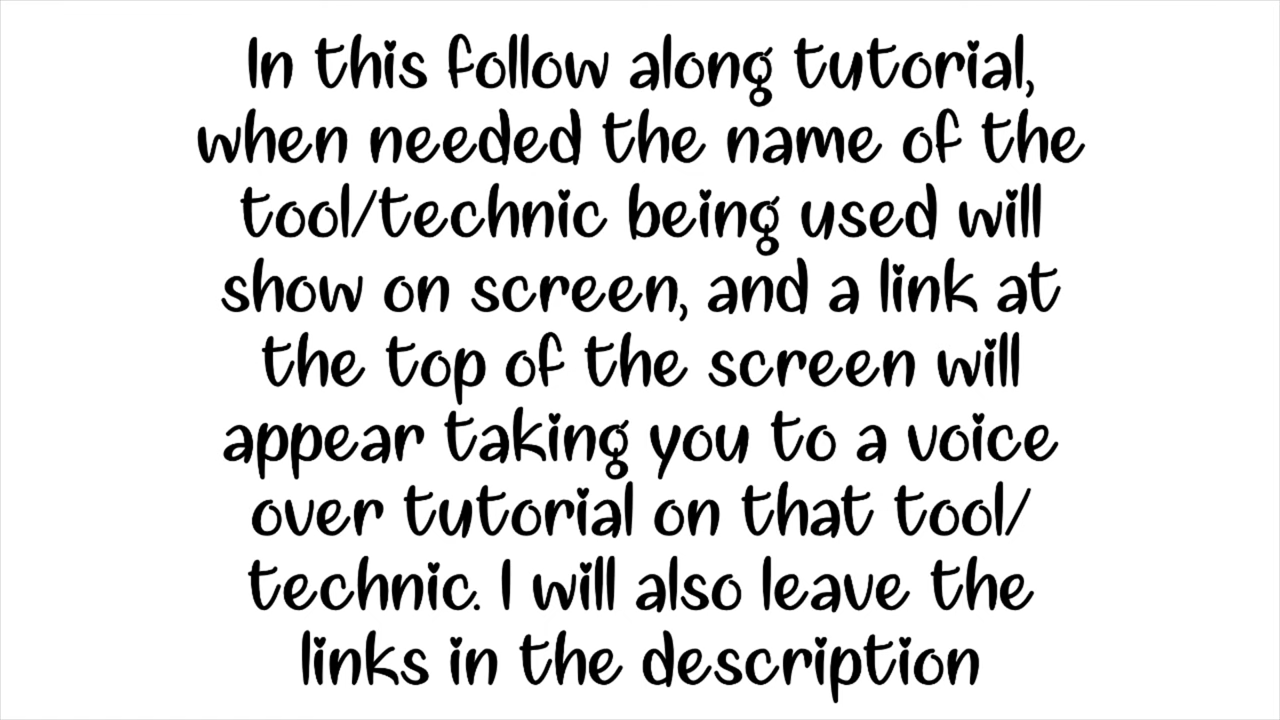 In this follow along tutorial,
when needed the name of the
tool/technic being used will
show on screen, and a link at
the top of the screen will
appear taking you to a voice
over tutorial on that tool/
technic. I will also leave the
links in the description